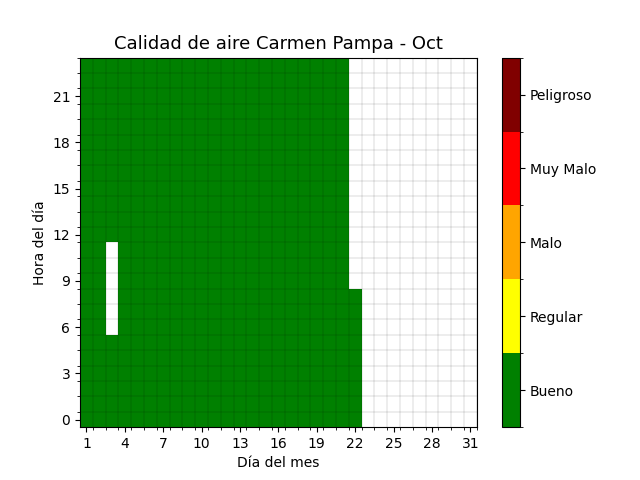 Calidad de aire Carmen Pampa - Oct
21
18
15
12
9
6
3
0
Hora del día
1 4 7 10 13 16 19 22 25 28 31
Día del mes
Peligroso
Muy Malo
Malo
Regular
Bueno